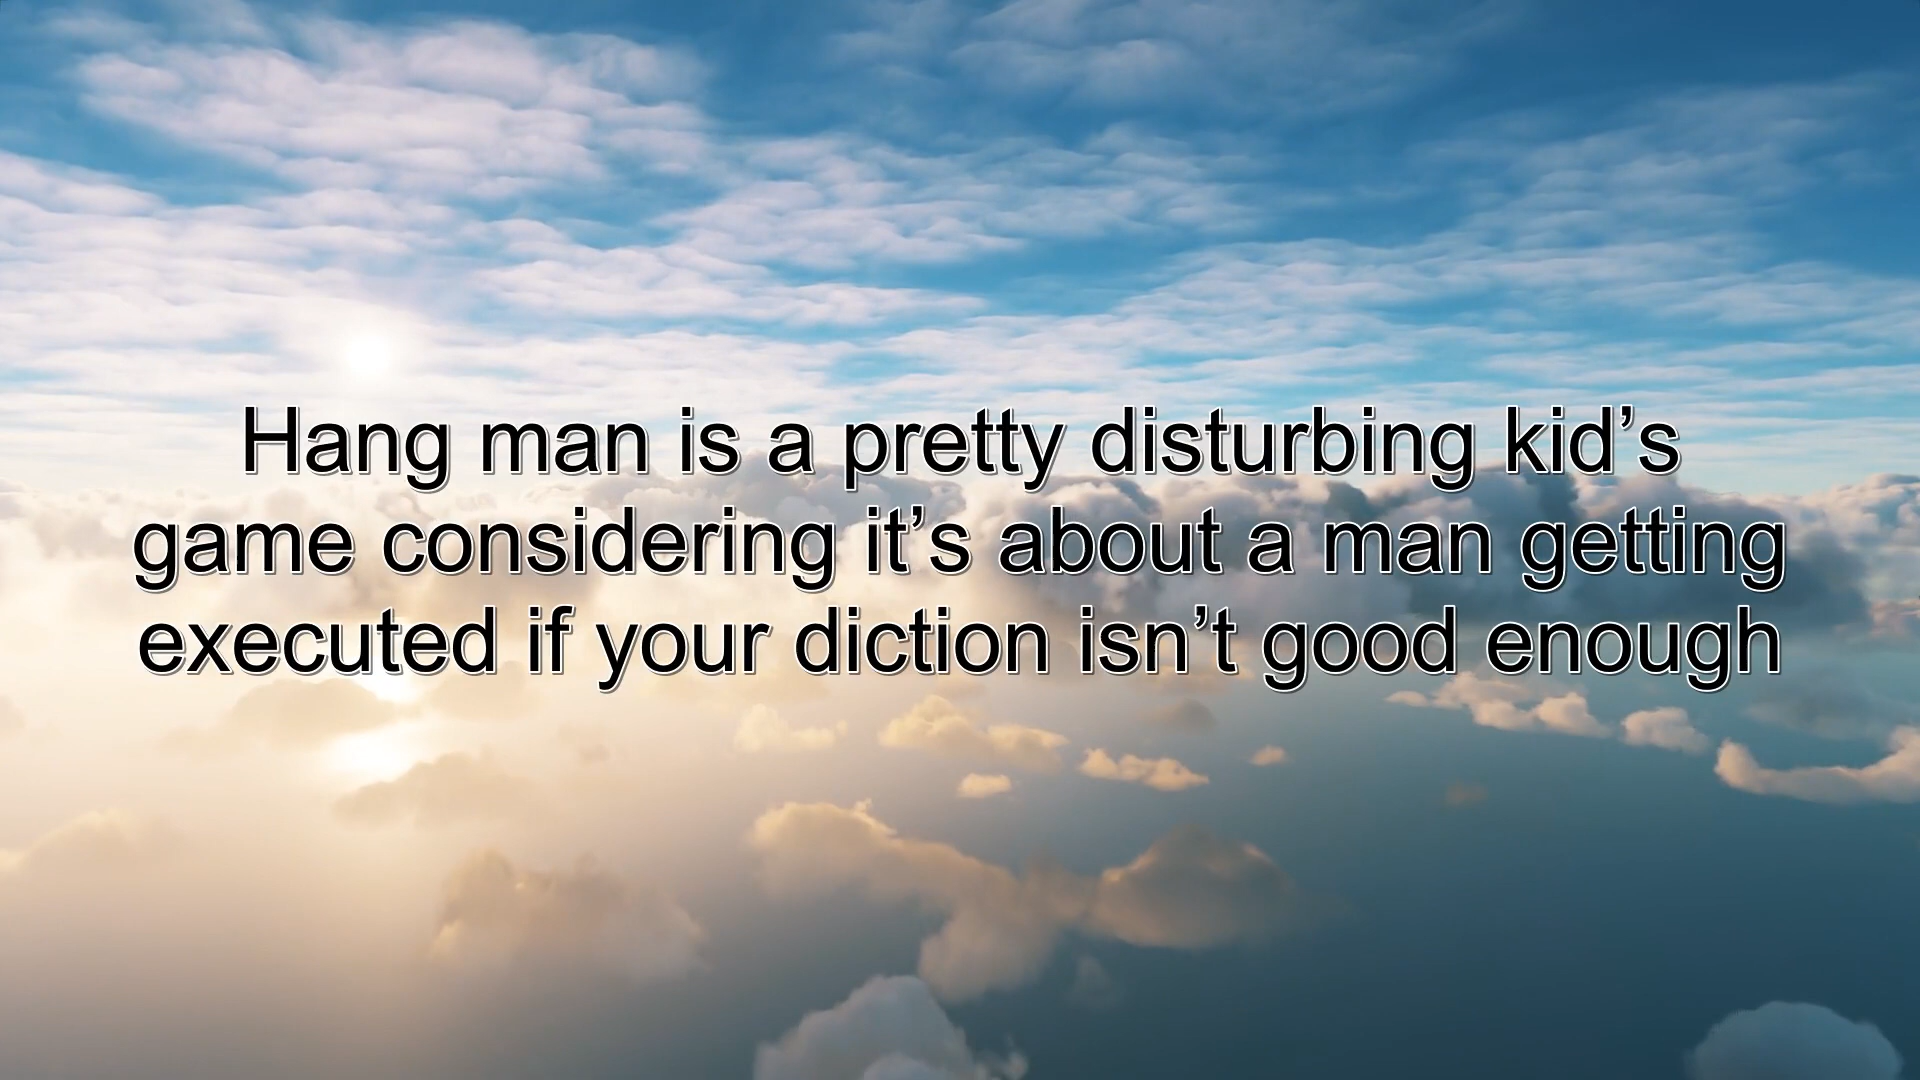 Hang man is a pretty disturbing kid’s
game considering it’s about a man getting
executed if your diction isn’t good enough